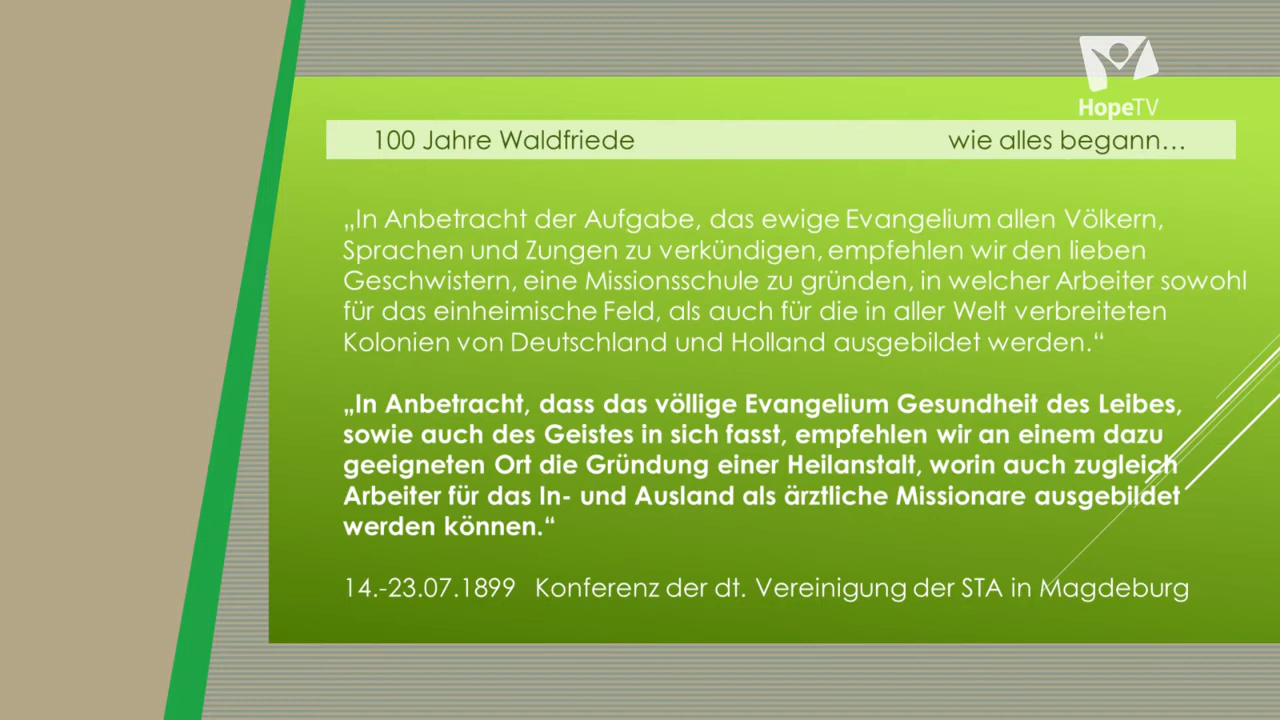 HopeTV
100 Jahre Waldfriede wie alles begann…
„In Anbetracht der Aufgabe, das ewige Evangelium allen Völkern,
Sprachen und Zungen zu verkündigen, empfehlen wir den lieben
Geschwistern, eine Missionsschule zu gründen, in welcher Arbeiter sowohl
für das einheimische Feld, als auch für die in aller Welt verbreiteten
Kolonien von Deutschland und Holland ausgebildet werden.“
„In Anbetracht, dass das völlige Evangelium Gesundheit des Leibes,
sowie auch des Geistes in sich fasst, empfehlen wir an einem dazu
geeigneten Ort die Gründung einer Heilanstalt, worin auch zugleich
Arbeiter für das In- und Ausland als ärztliche Missionare ausgebildet
werden können.“
14.-23.07.1899 Konferenz der dt. Vereinigung der STA in Magdeburg